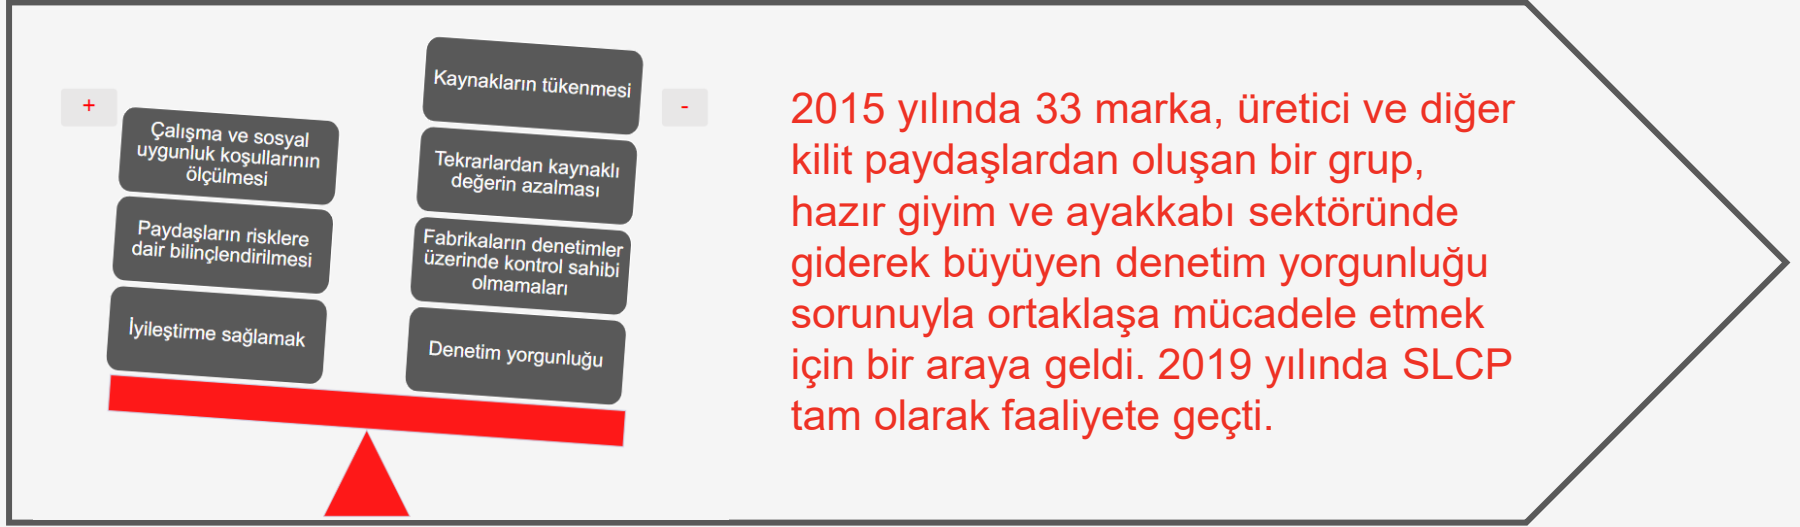 +
Çalışma ve sosyal
uygunluk koşullarının
ölçülmesi
Paydaşların risklere
dair bilinçlendirilmesi
İyileştirme sağlamak
-
Kaynakların tükenmesi
Tekrarlardan kaynaklı
değerin azalması
Fabrikaların denetimler
üzerinde kontrol sahibi
olmamaları
Denetim yorgunluğu
2015 yılında 33 marka, üretici ve diğer
kilit paydaşlardan oluşan bir grup,
hazır giyim ve ayakkabı sektöründe
giderek büyüyen denetim yorgunluğu
sorunuyla ortaklaşa mücadele etmek
için bir araya geldi. 2019 yılında SLCP
tam olarak faaliyete geçti.